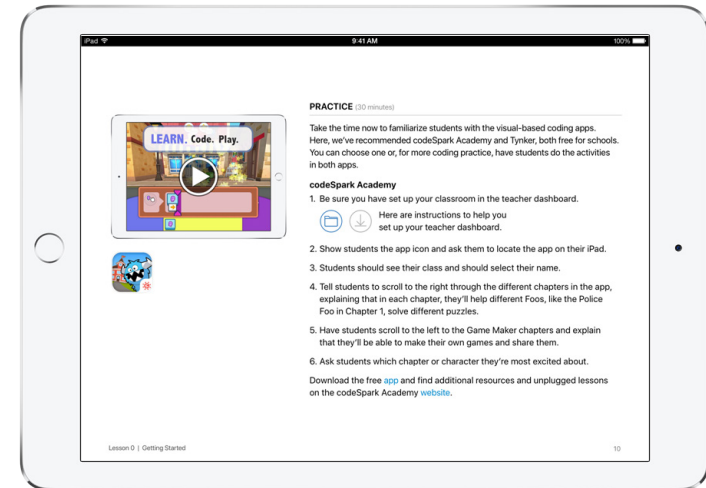 iPad
9:41 AM
100%
LEARN. Code. Play.
PRACTICE (30 minutes)
Take the time now to familiarize students with the visual-based coding apps.
Here, we've recommended codeSpark Academy and Tynker, both free for schools.
You can choose one or, for more coding practice, have students do the activities
in both apps.
codeSpark Academy
1. Be sure you have set up your classroom in the teacher dashboard.
Here are instructions to help you
set up your teacher dashboard.
2. Show students the app icon and ask them to locate the app on their iPad.
3. Students should see their class and should select their name.
4. Tell students to scroll to the right through the different chapters in the app,
explaining that in each chapter, they'll help different Foos, like the Police
Foo in Chapter 1, solve different puzzles.
5. Have students scroll to the left to the Game Maker chapters and explain
that they'll be able to make their own games and share them.
6. Ask students which chapter or character they're most excited about.
Download the free app and find additional resources and unplugged lessons
on the codeSpark Academy website.
Lesson 0 | Getting Started
10